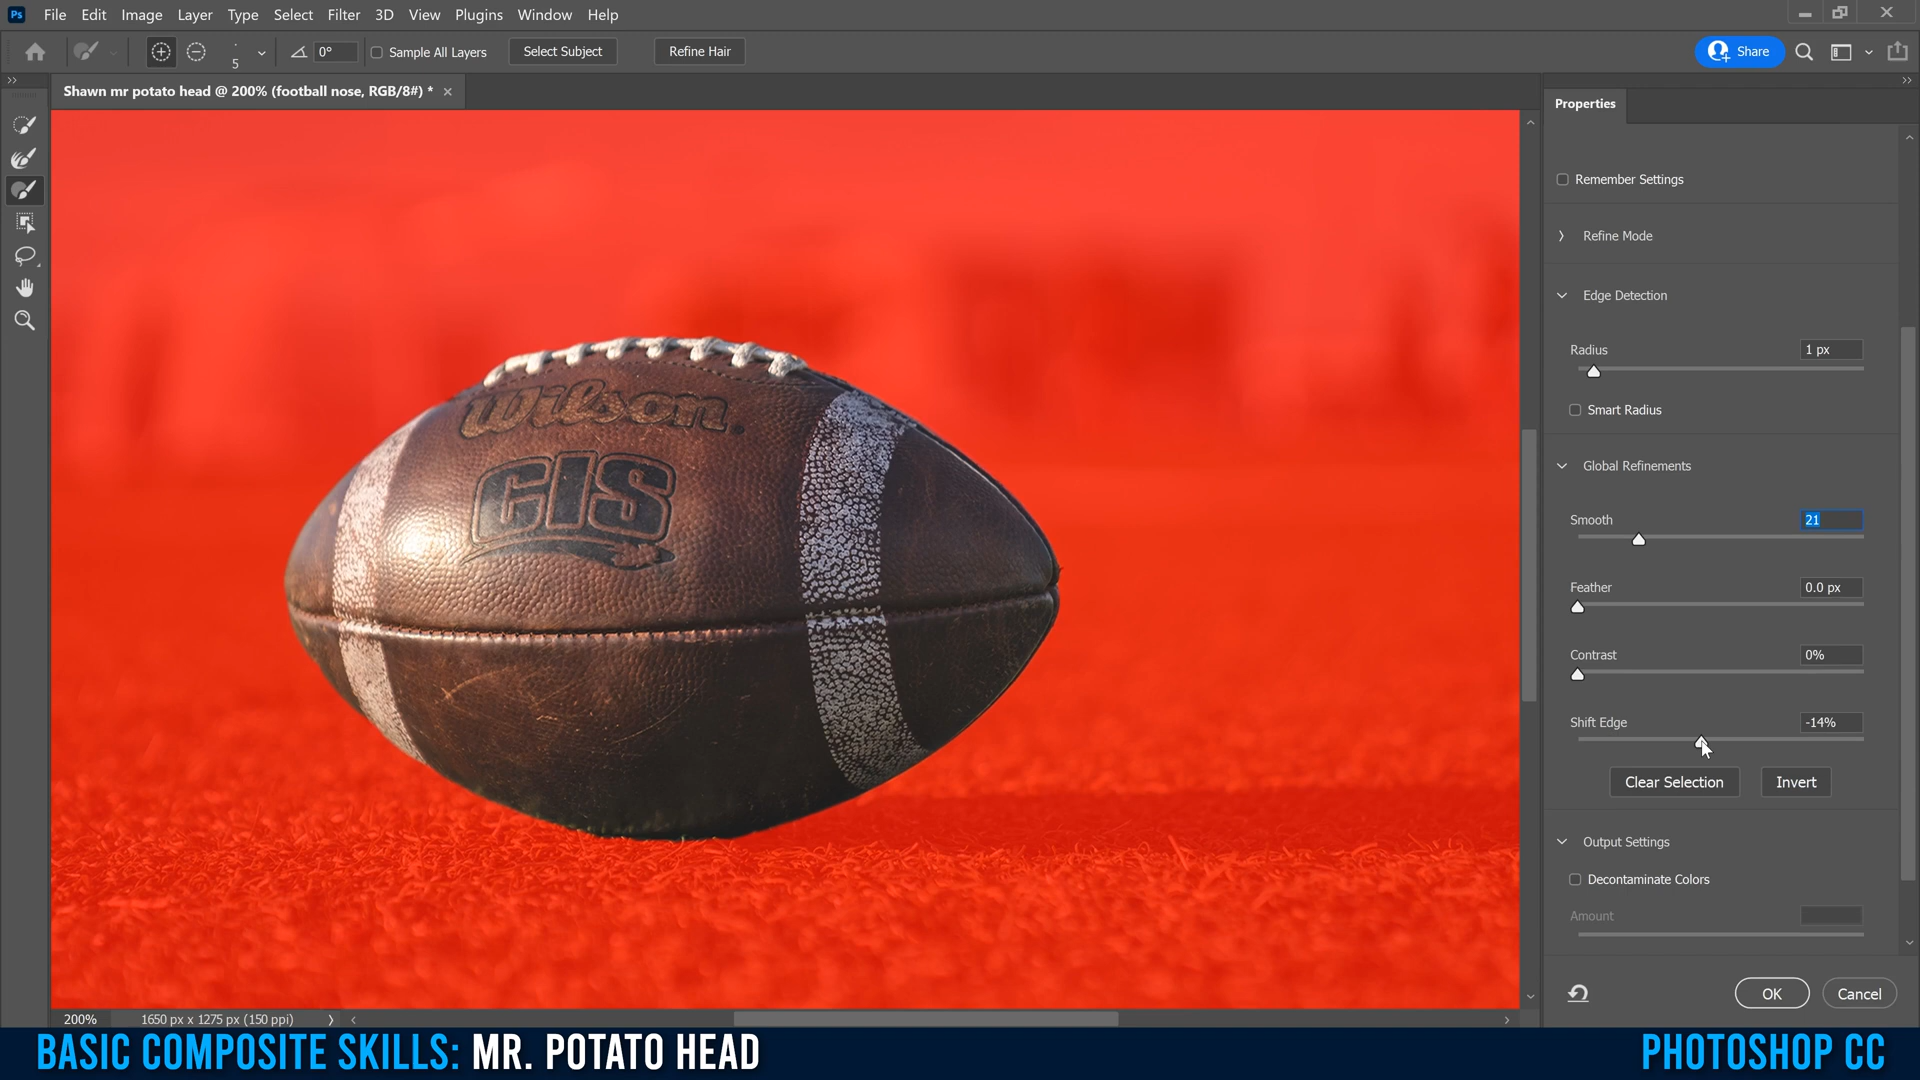 Ps File Edit Image Layer Type Select Filter 3D View Plugins Window Help
5 0° Sample All Layers Select Subject Refine Hair Share
Shawn mr potato head @ 200% (football nose, RGB/8#) *
Properties
Remember Settings
Refine Mode
Edge Detection
Radius 1 px
Smart Radius
Global Refinements
Smooth 21
Feather 0.0 px
Contrast 0%
Shift Edge -14%
Clear Selection Invert
Output Settings
Decontaminate Colors
Amount
OK Cancel
Wilson
CIS
200% 1650 px x 1275 px (150 ppi)
BASIC COMPOSITE SKILLS: MR. POTATO HEAD
PHOTOSHOP CC